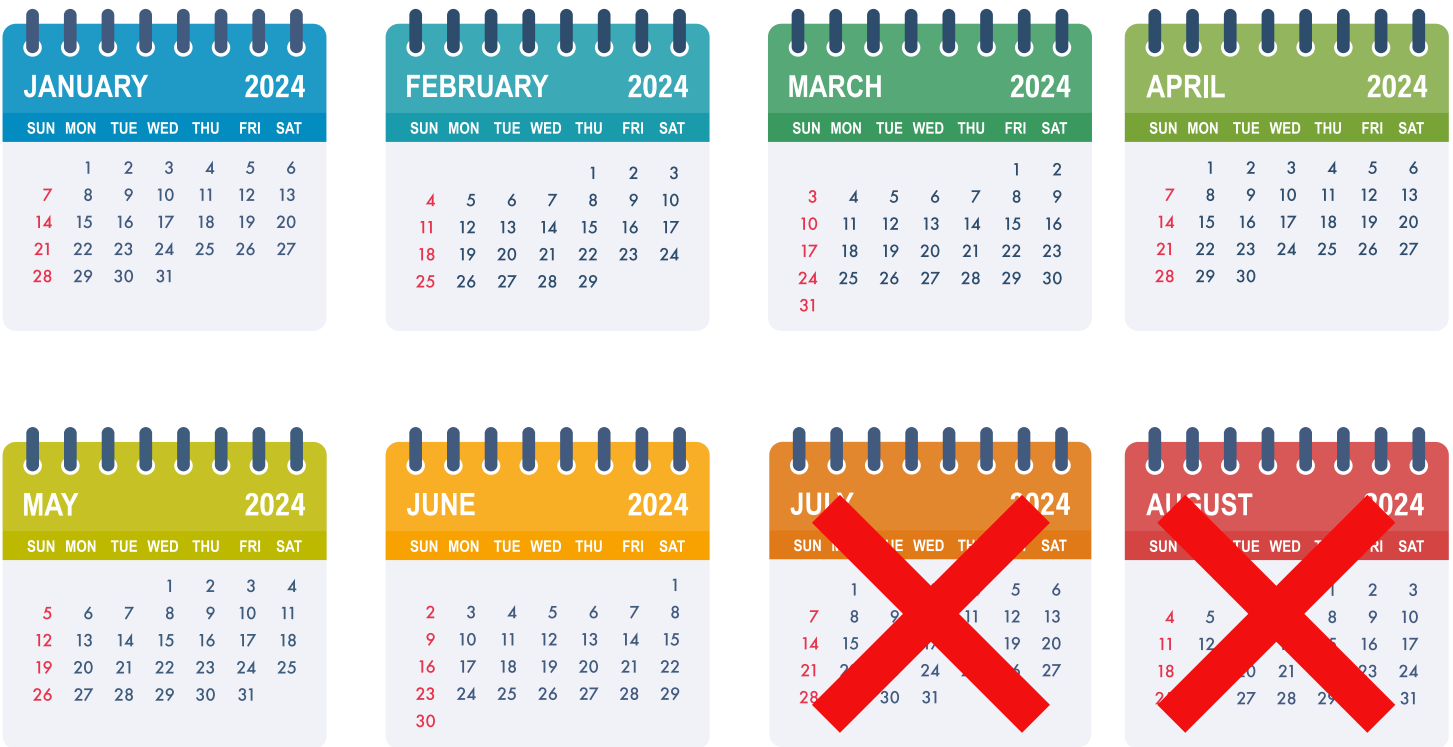 JANUARY 2024
SUN MON TUE WED THU FRI SAT
1 2 3 4 5 6
7 8 9 10 11 12 13
14 15 16 17 18 19 20
21 22 23 24 25 26 27
28 29 30 31
FEBRUARY 2024
SUN MON TUE WED THU FRI SAT
1 2 3
4 5 6 7 8 9 10
11 12 13 14 15 16 17
18 19 20 21 22 23 24
25 26 27 28 29
MARCH 2024
SUN MON TUE WED THU FRI SAT
1 2
3 4 5 6 7 8 9
10 11 12 13 14 15 16
17 18 19 20 21 22 23
24 25 26 27 28 29 30
31
APRIL 2024
SUN MON TUE WED THU FRI SAT
1 2 3 4 5 6
7 8 9 10 11 12 13
14 15 16 17 18 19 20
21 22 23 24 25 26 27
28 29 30
MAY 2024
SUN MON TUE WED THU FRI SAT
1 2 3 4
5 6 7 8 9 10 11
12 13 14 15 16 17 18
19 20 21 22 23 24 25
26 27 28 29 30 31
JUNE 2024
SUN MON TUE WED THU FRI SAT
1
2 3 4 5 6 7 8
9 10 11 12 13 14 15
16 17 18 19 20 21 22
23 24 25 26 27 28 29
30
JULY 2024
SUN WED SAT
1 5 6
7 8 9 11 12 13
14 15 19 20
21 24 27
28 30 31
AUGUST 2024
SUN TUE WED SAT
1 2 3
4 5 8 9 10
11 12 16 17
18 20 21 23 24
27 28 29 31